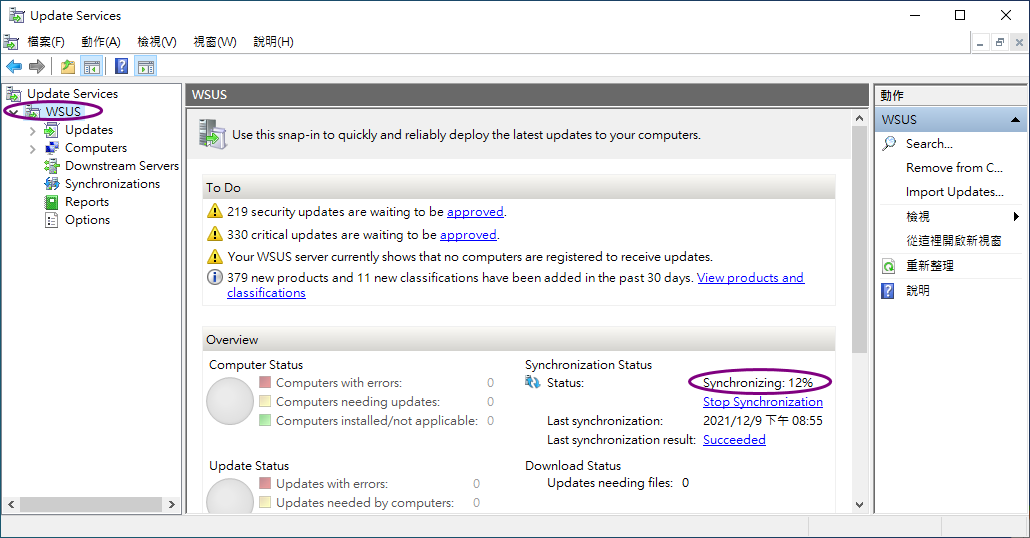 Update Services
檔案(F) 動作(A) 檢視(V) 視窗(W) 說明(H)
Update Services
WSUS
Updates
Computers
Downstream Servers
Synchronizations
Reports
Options
WSUS
Use this snap-in to quickly and reliably deploy the latest updates to your computers.
To Do
219 security updates are waiting to be approved.
330 critical updates are waiting to be approved.
Your WSUS server currently shows that no computers are registered to receive updates.
379 new products and 11 new classifications have been added in the past 30 days. View products and
classifications
Overview
Computer Status
Computers with errors: 0
Computers needing updates: 0
Computers installed/not applicable: 0
Update Status
Updates with errors: 0
Updates needed by computers: 0
Synchronization Status
Status: Synchronizing: 12%
Stop Synchronization
Last synchronization: 2021/12/9 下午 08:55
Last synchronization result: Succeeded
Download Status
Updates needing files: 0
動作
WSUS
Search...
Remove from C...
Import Updates...
檢視
從這裡開啟新視窗
重新整理
說明